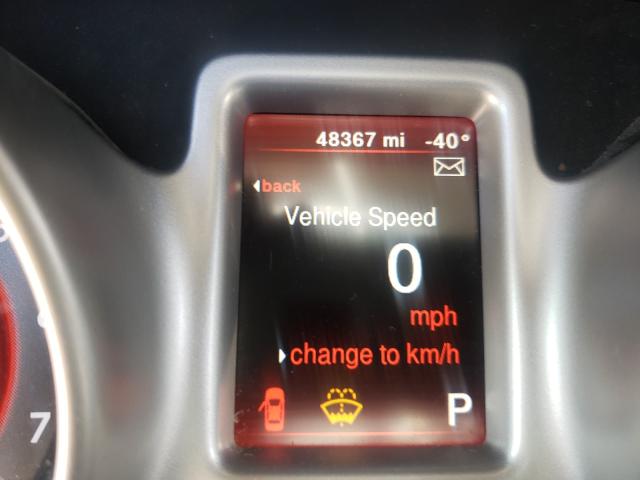 48367 mi -40°
back
Vehicle Speed
0
mph
change to km/h
P
7